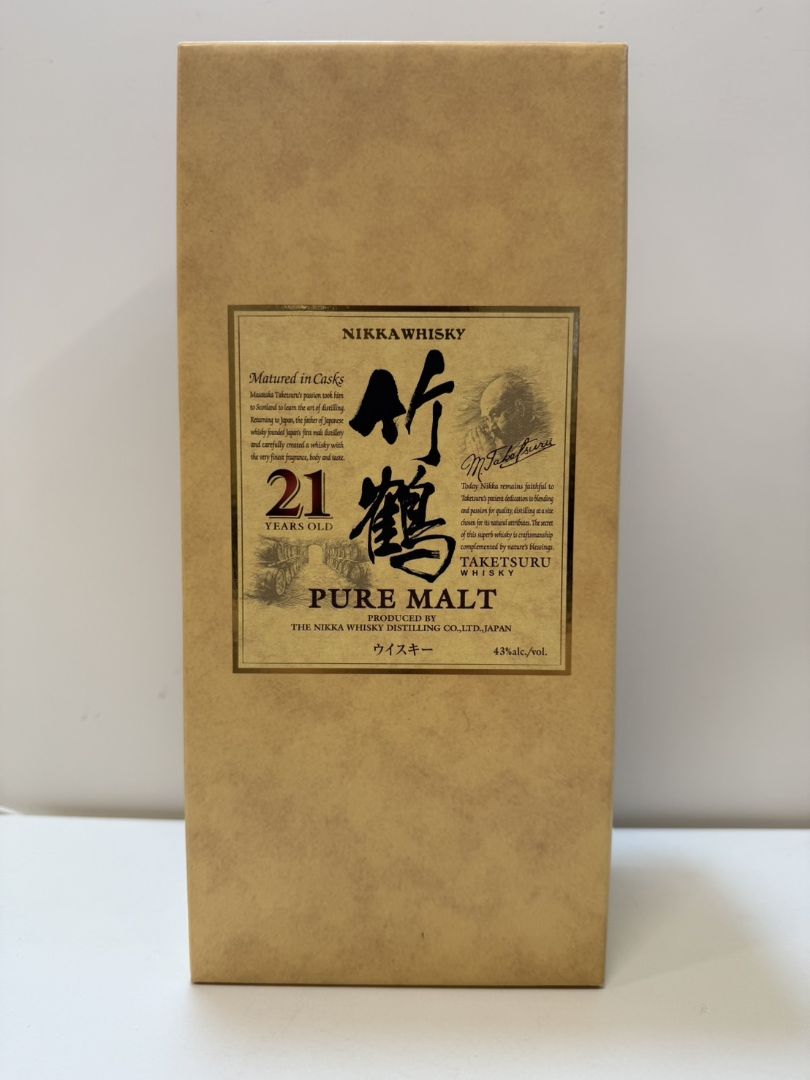 NIKKA WHISKY
Matured in Casks
Masataka Taketsuru's passion took him
to Scotland to learn the art of distilling.
Returning to Japan, the father of Japanese
whisky founded Japan's first malt distillery
and carefully created a whisky with
the very finest fragrance, body and taste.
21
YEARS OLD
竹鶴
M. Taketsuru
Today Nikka remains faithful to
Taketsuru's patient dedication to blending
and passion for quality, distilling at a site
chosen for its natural attributes. The secret
of this superb whisky is craftsmanship
complemented by nature's blessings.
TAKETSURU
WHISKY
PURE MALT
PRODUCED BY
THE NIKKA WHISKY DISTILLING CO.,LTD.,JAPAN
ウイスキー
43%alc./vol.